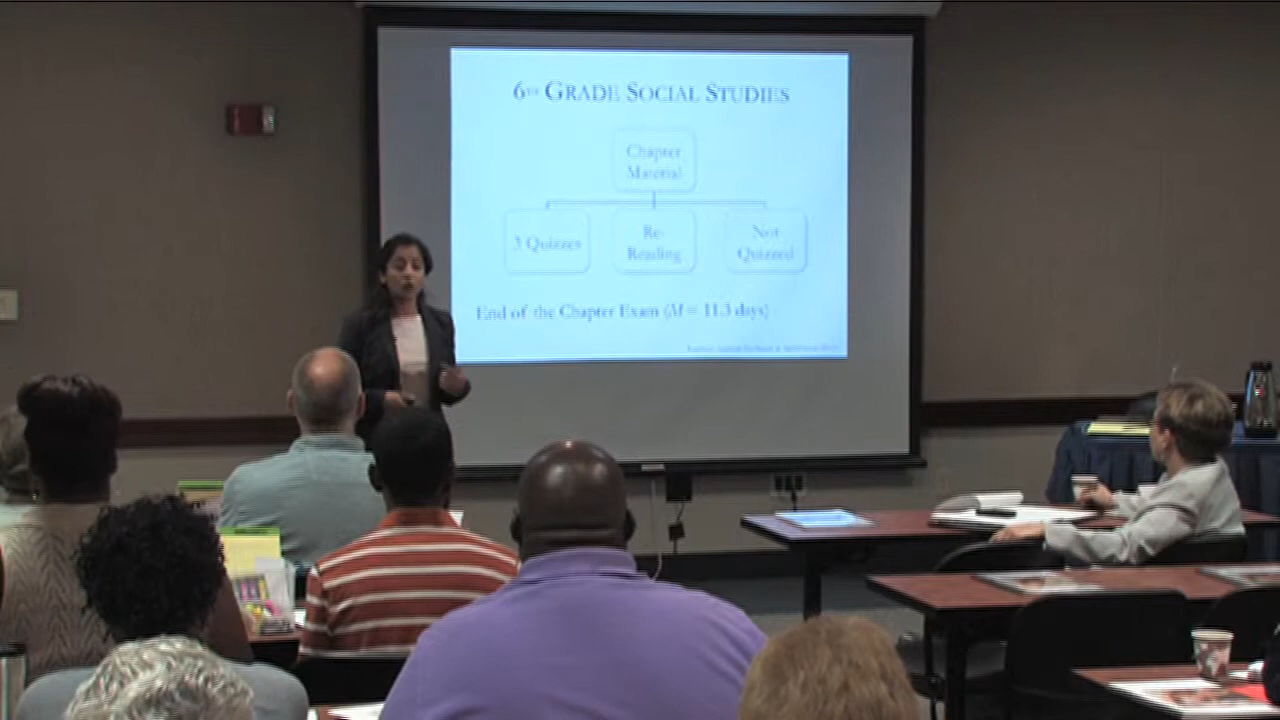 6th GRADE SOCIAL STUDIES
Chapter
Material
3 Quizzes
Re-
Reading
Not
Quizzed
End of the Chapter Exam (M = 11.3 days)